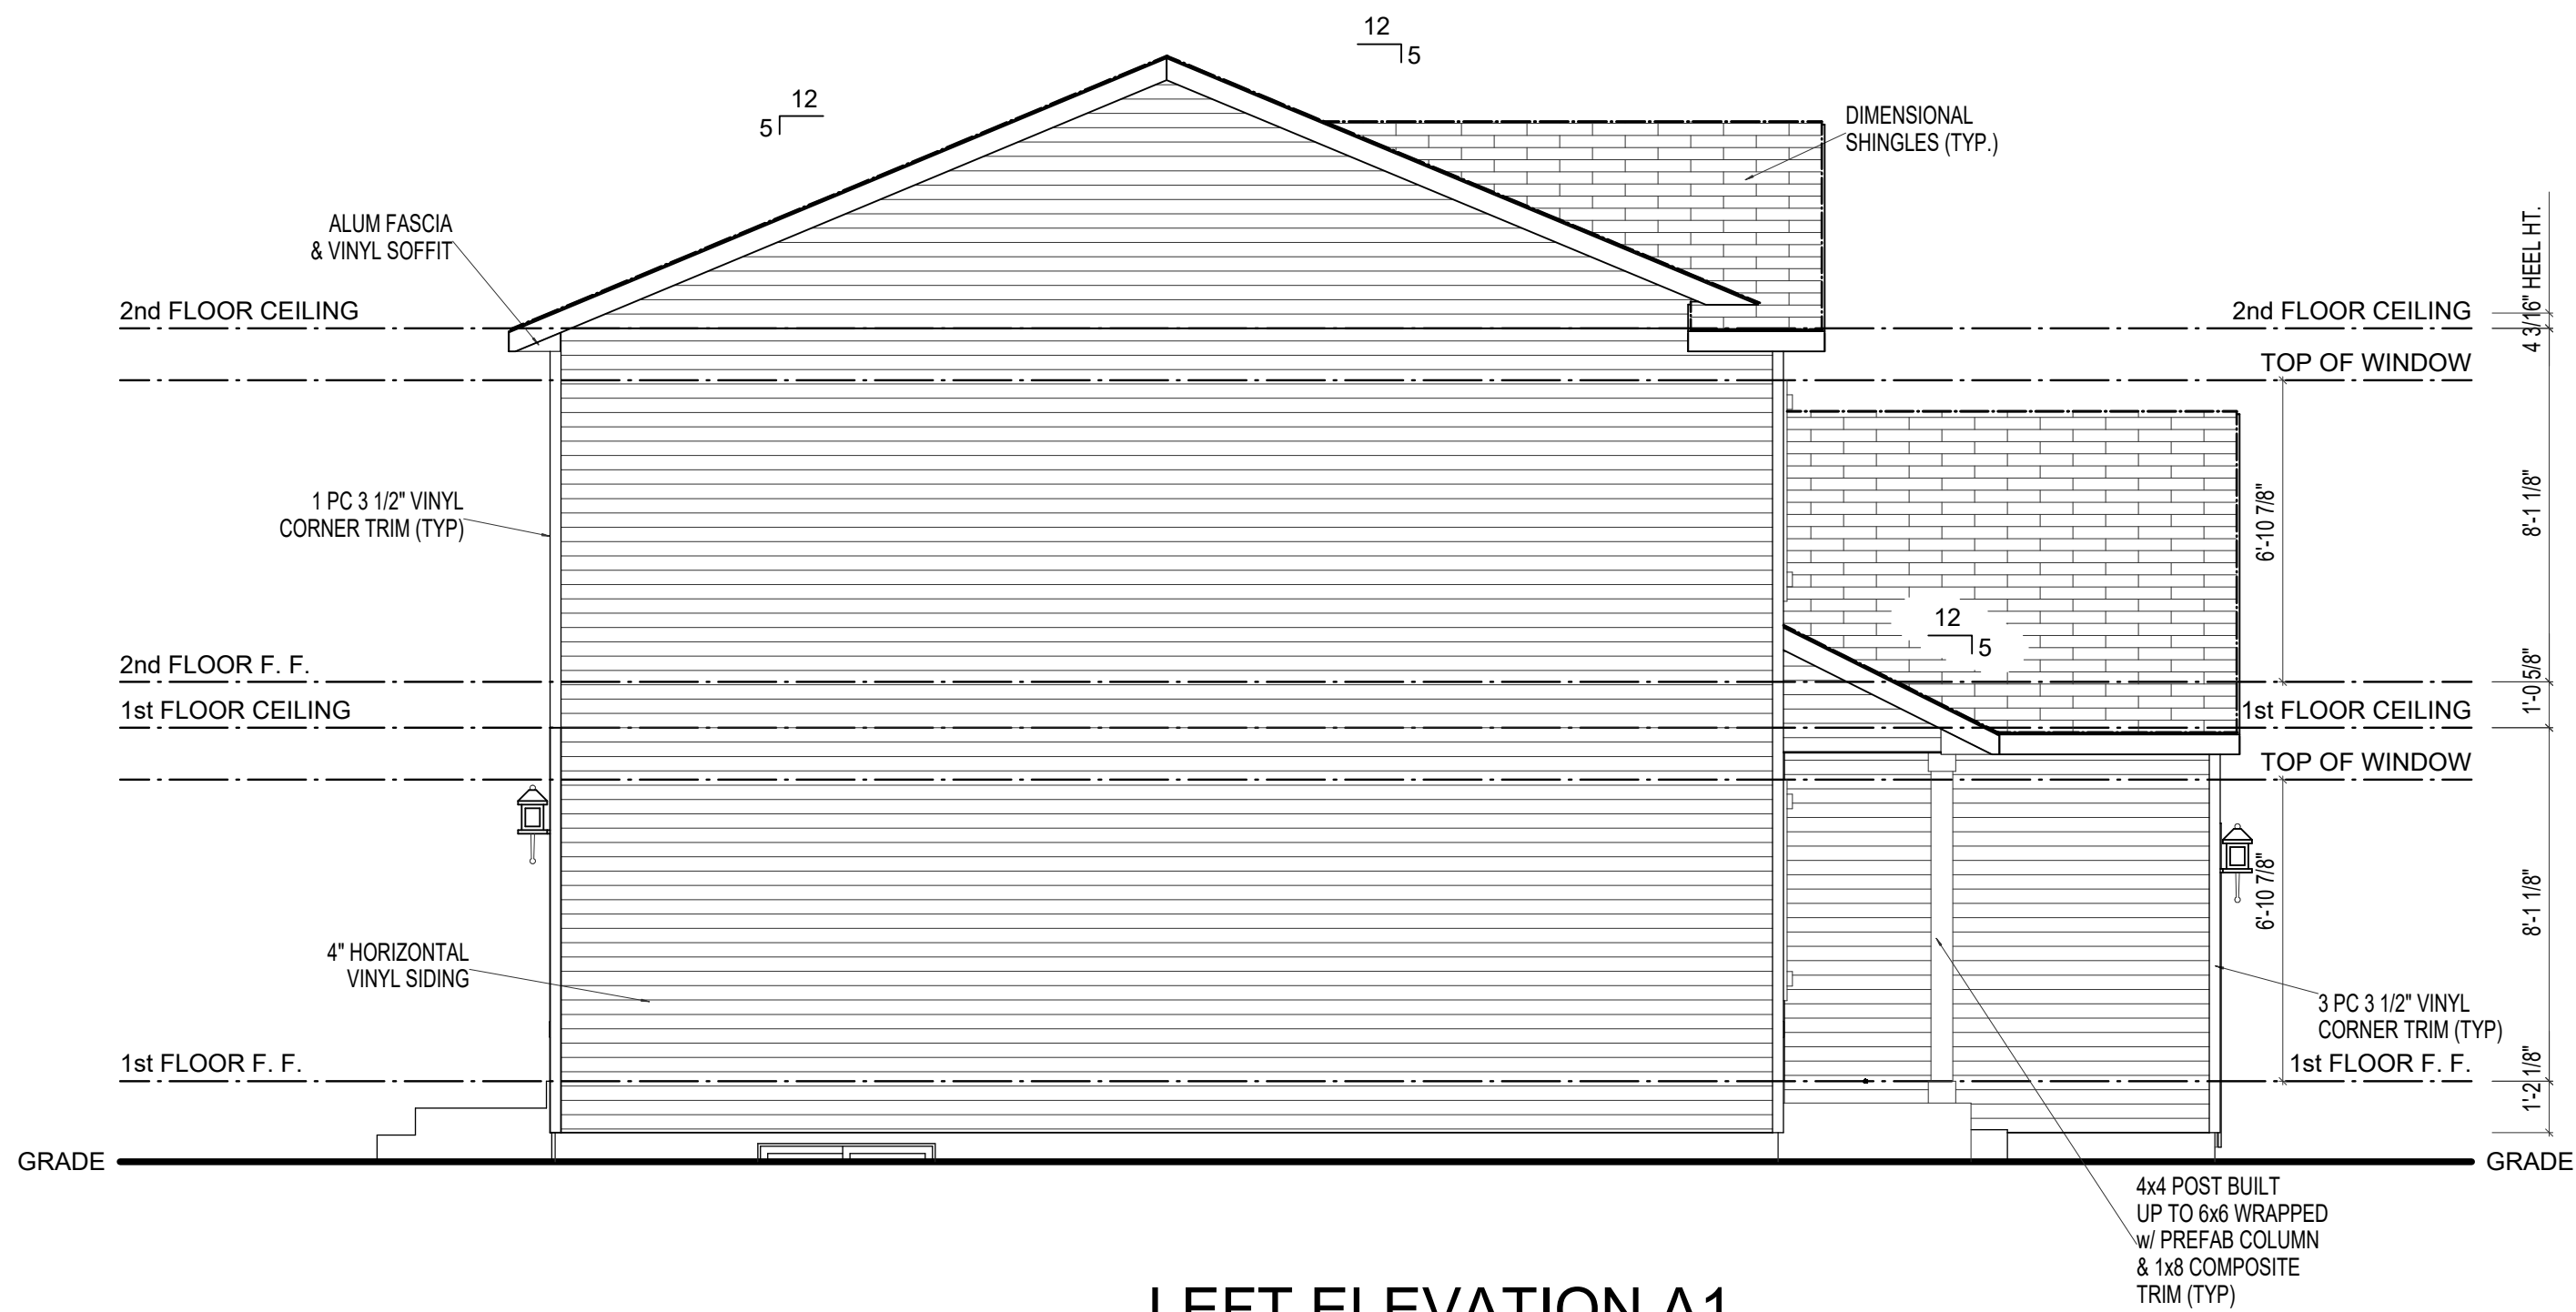 12
5
12
5
DIMENSIONAL
SHINGLES (TYP.)
ALUM FASCIA
& VINYL SOFFIT
4 3/16" HEEL HT.
2nd FLOOR CEILING
2nd FLOOR CEILING
TOP OF WINDOW
1 PC 3 1/2" VINYL
CORNER TRIM (TYP)
6'-10 7/8"
8'-1 1/8"
12
5
2nd FLOOR F. F.
1'-0 5/8"
1st FLOOR CEILING
1st FLOOR CEILING
TOP OF WINDOW
6'-10 7/8"
8'-1 1/8"
4" HORIZONTAL
VINYL SIDING
3 PC 3 1/2" VINYL
CORNER TRIM (TYP)
1st FLOOR F. F.
1st FLOOR F. F.
1'-2 1/8"
GRADE
GRADE
4x4 POST BUILT
UP TO 6x6 WRAPPED
w/ PREFAB COLUMN
& 1x8 COMPOSITE
TRIM (TYP)
LEFT ELEVATION A1